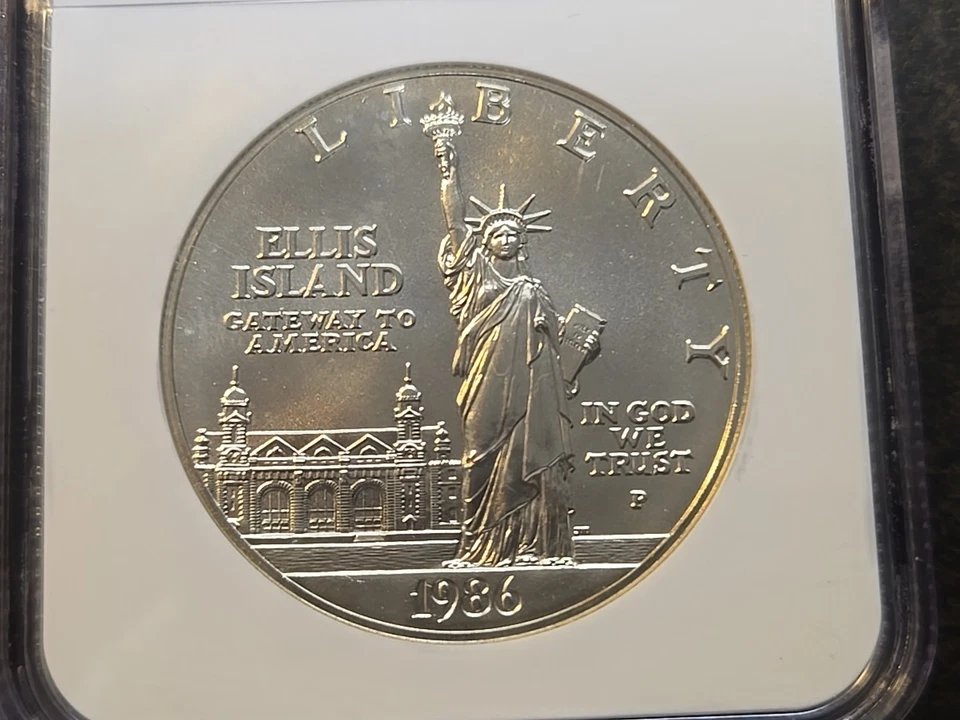 LIBERTY
ELLIS
ISLAND
GATEWAY TO
AMERICA
IN GOD
WE
TRUST
P
1986